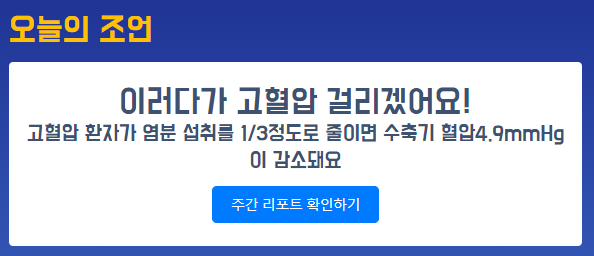 오늘의 조언
이러다가 고혈압 걸리겠어요!
고혈압 환자가 염분 섭취를 1/3정도로 줄이면 수축기 혈압4.9mmHg
이 감소돼요
주간 리포트 확인하기